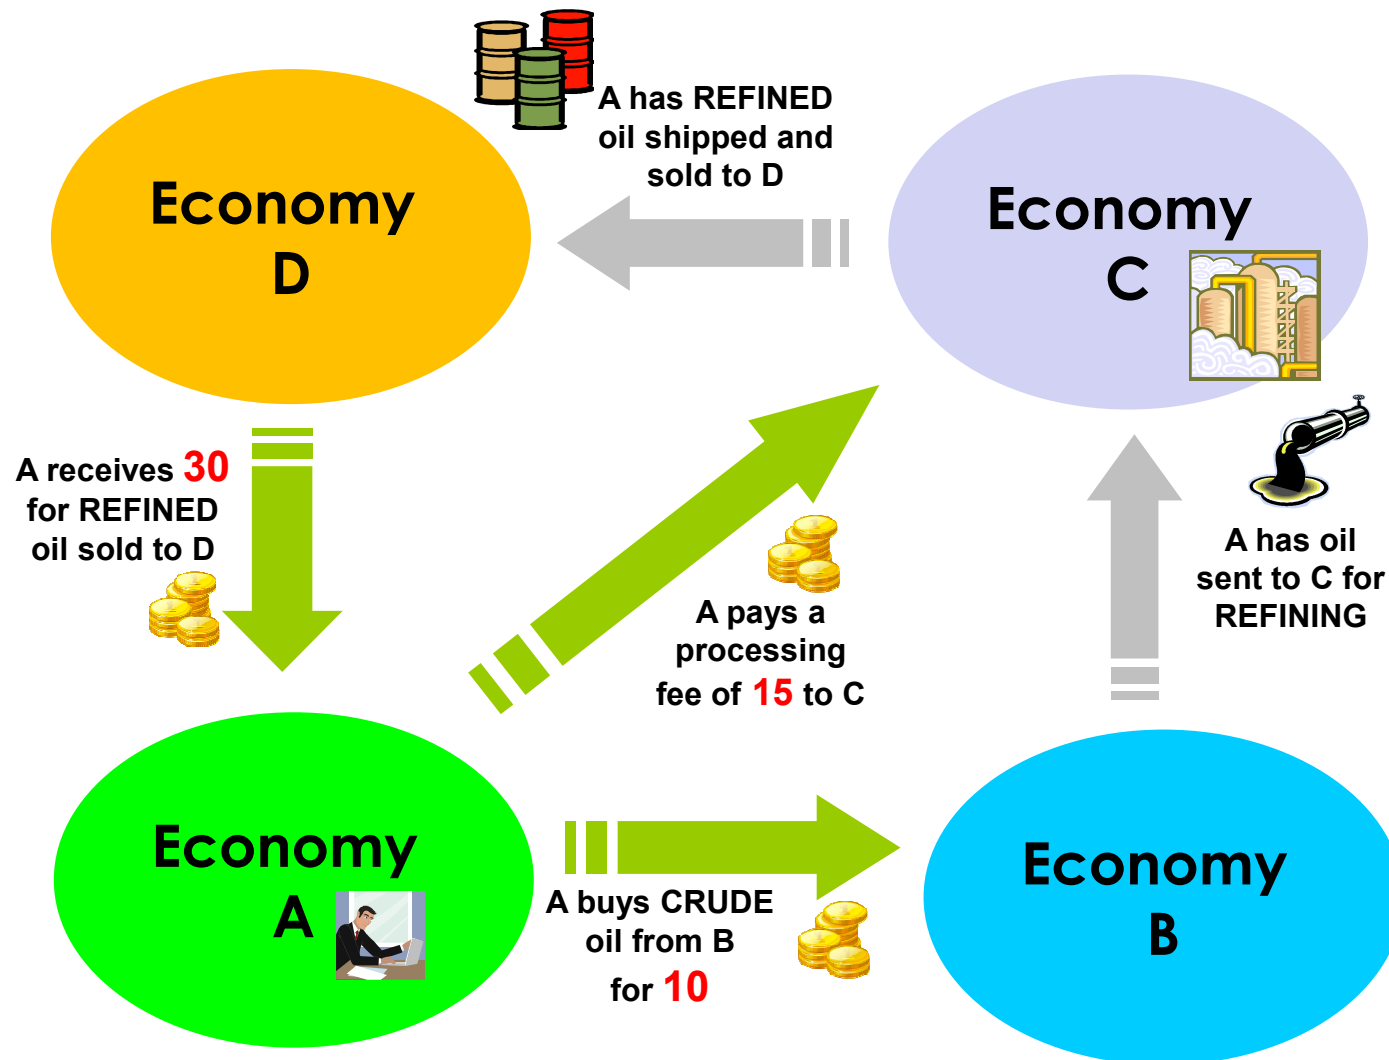 Economy
D
A has REFINED
oil shipped and
sold to D
Economy
C
A receives 30
for REFINED
oil sold to D
A pays a
processing
fee of 15 to C
A has oil
sent to C for
REFINING
Economy
A
A buys CRUDE
oil from B
for 10
Economy
B